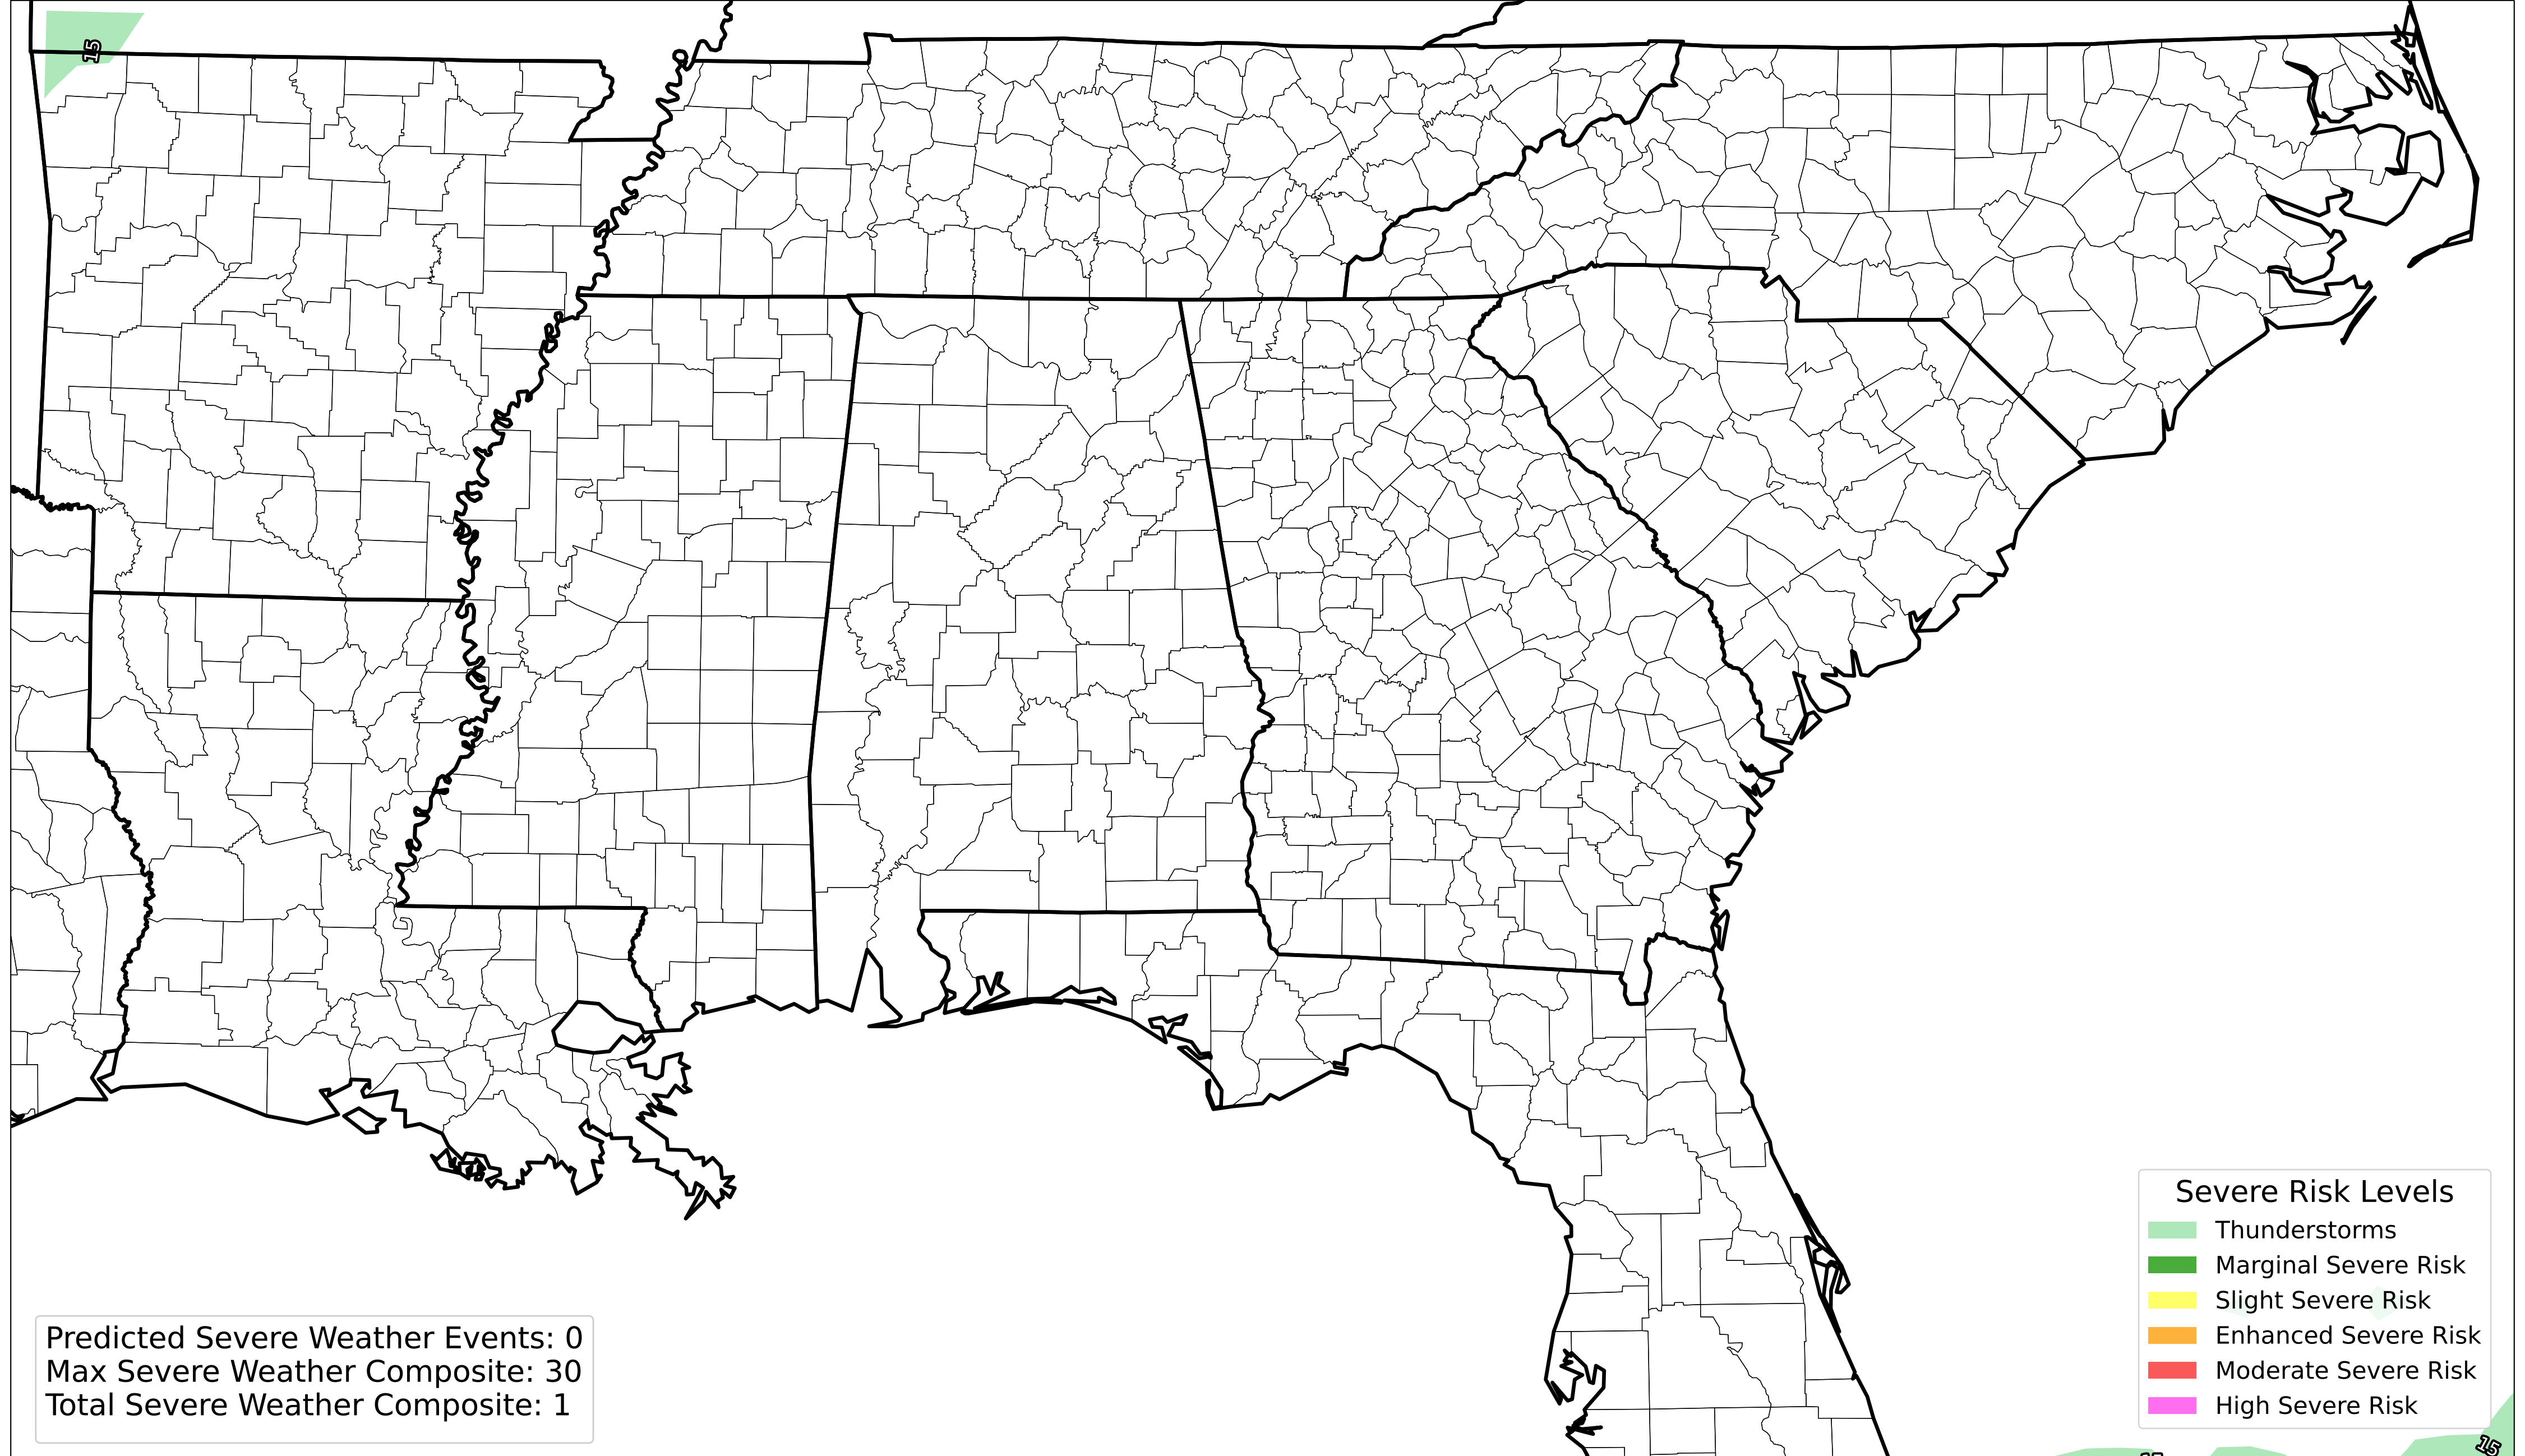 15
Severe Risk Levels
Thunderstorms
Marginal Severe Risk
Slight Severe Risk
Enhanced Severe Risk
Moderate Severe Risk
High Severe Risk
Predicted Severe Weather Events: 0
Max Severe Weather Composite: 30
Total Severe Weather Composite: 1
15